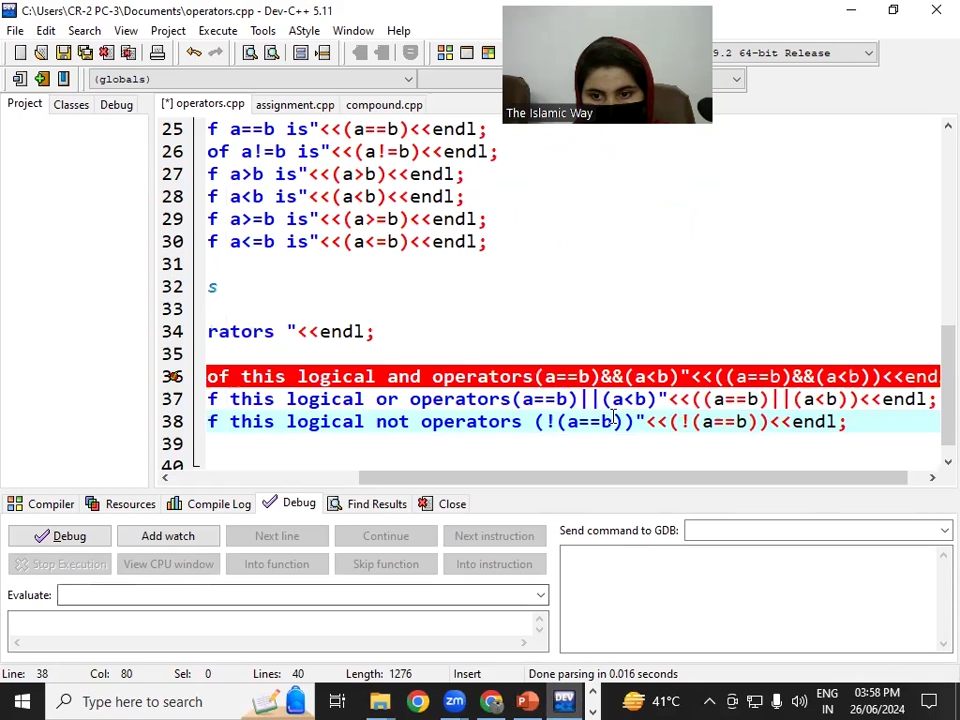 C:\Users\CR-2 PC-3\Documents\operators.cpp - Dev-C++ 5.11
File Edit Search View Project Execute Tools AStyle Window Help
9.2 64-bit Release
(globals)
The Islamic Way
Project Classes Debug
[*] operators.cpp assignment.cpp compound.cpp
25 f a==b is"<<(a==b)<<endl;
26 of a!=b is"<<(a!=b)<<endl;
27 f a>b is"<<(a>b)<<endl;
28 f a<b is"<<(a<b)<<endl;
29 f a>=b is"<<(a>=b)<<endl;
30 f a<=b is"<<(a<=b)<<endl;
31
32 s
33
34 rators "<<endl;
35
36 of this logical and operators(a==b)&&(a<b)"<<((a==b)&&(a<b))<<end
37 f this logical or operators(a==b)||(a<b)"<<((a==b)||(a<b))<<endl;
38 f this logical not operators (!(a==b))"<<(!(a==b))<<endl;
39
40
Compiler Resources Compile Log Debug Find Results Close
Debug Add watch Next line Continue Next instruction
Send command to GDB:
Stop Execution View CPU window Into function Skip function Into instruction
Evaluate:
Line: 38 Col: 80 Sel: 0 Lines: 40 Length: 1276 Insert Done parsing in 0.016 seconds
Type here to search
zm
DEV
41°C
ENG
IN
03:58 PM
26/06/2024